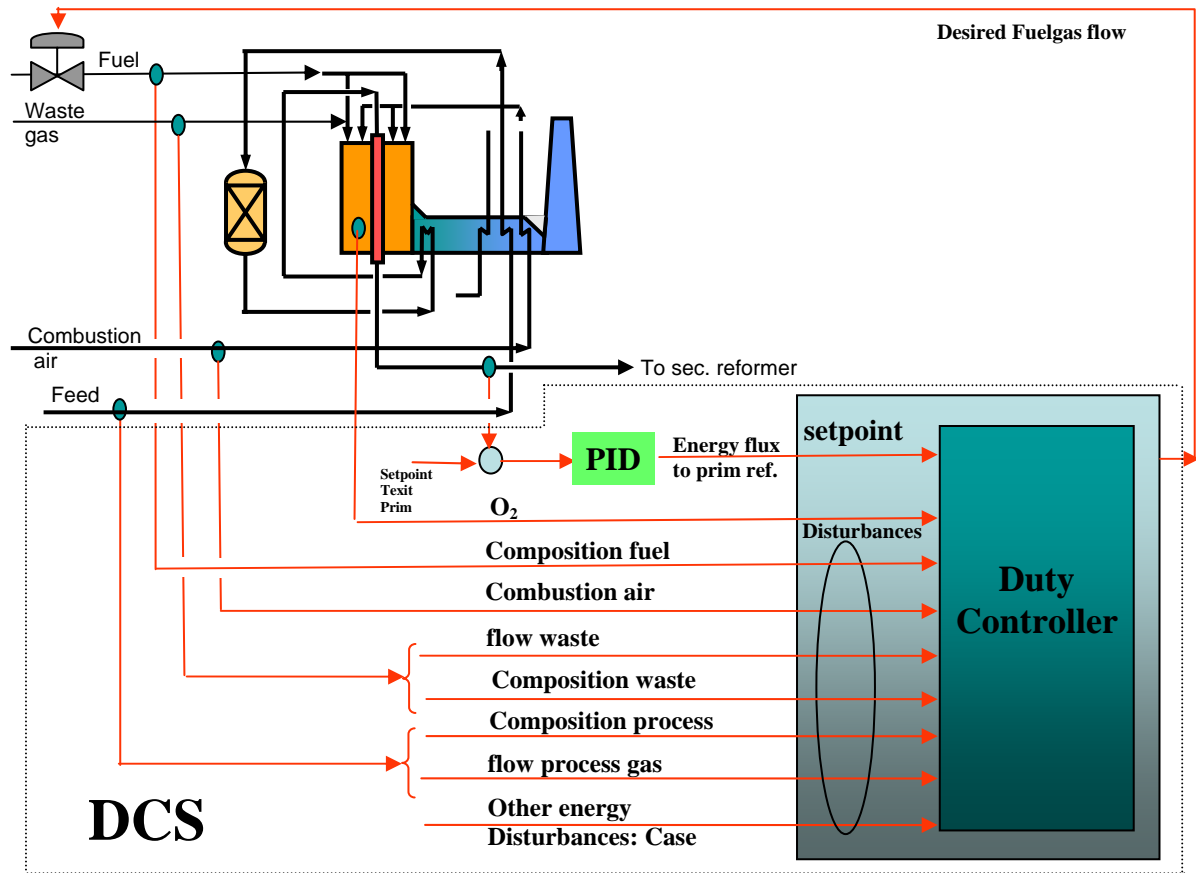 Desired Fuelgas flow
Fuel
Waste
gas
Combustion
air
To sec. reformer
Feed
setpoint
PID
Energy flux
to prim ref.
Setpoint
Texit
Prim
O₂
Disturbances
Composition fuel
Combustion air
Duty
Controller
flow waste
Composition waste
Composition process
flow process gas
Other energy
Disturbances: Case
DCS